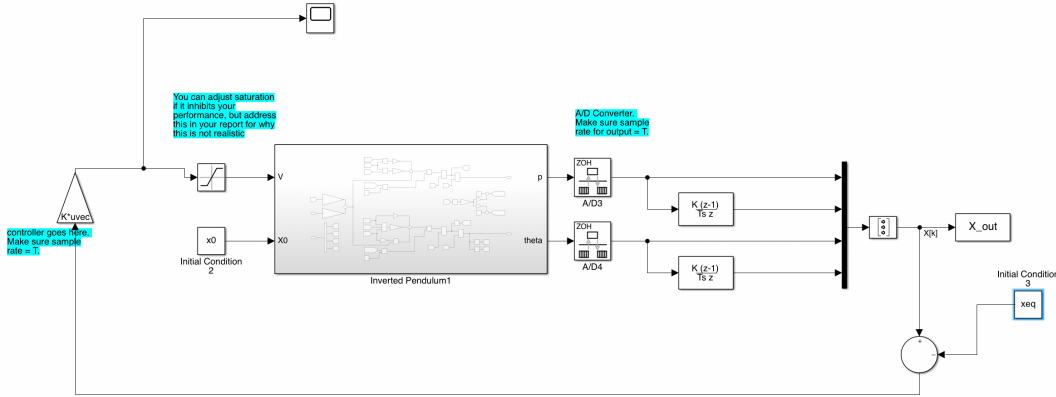 You can adjust saturation
if it inhibits your
performance, but address
this in your report for why
this is not realistic
A/D Converter.
Make sure sample
rate for output = T.
K*uvec
controller goes here.
Make sure sample
rate = T.
V
X0
p
theta
x0
Initial Condition
2
Inverted Pendulum1
ZOH
A/D3
K (z-1)
Ts z
ZOH
A/D4
K (z-1)
Ts z
X[k]
X_out
Initial Condition
3
xeq
+
−